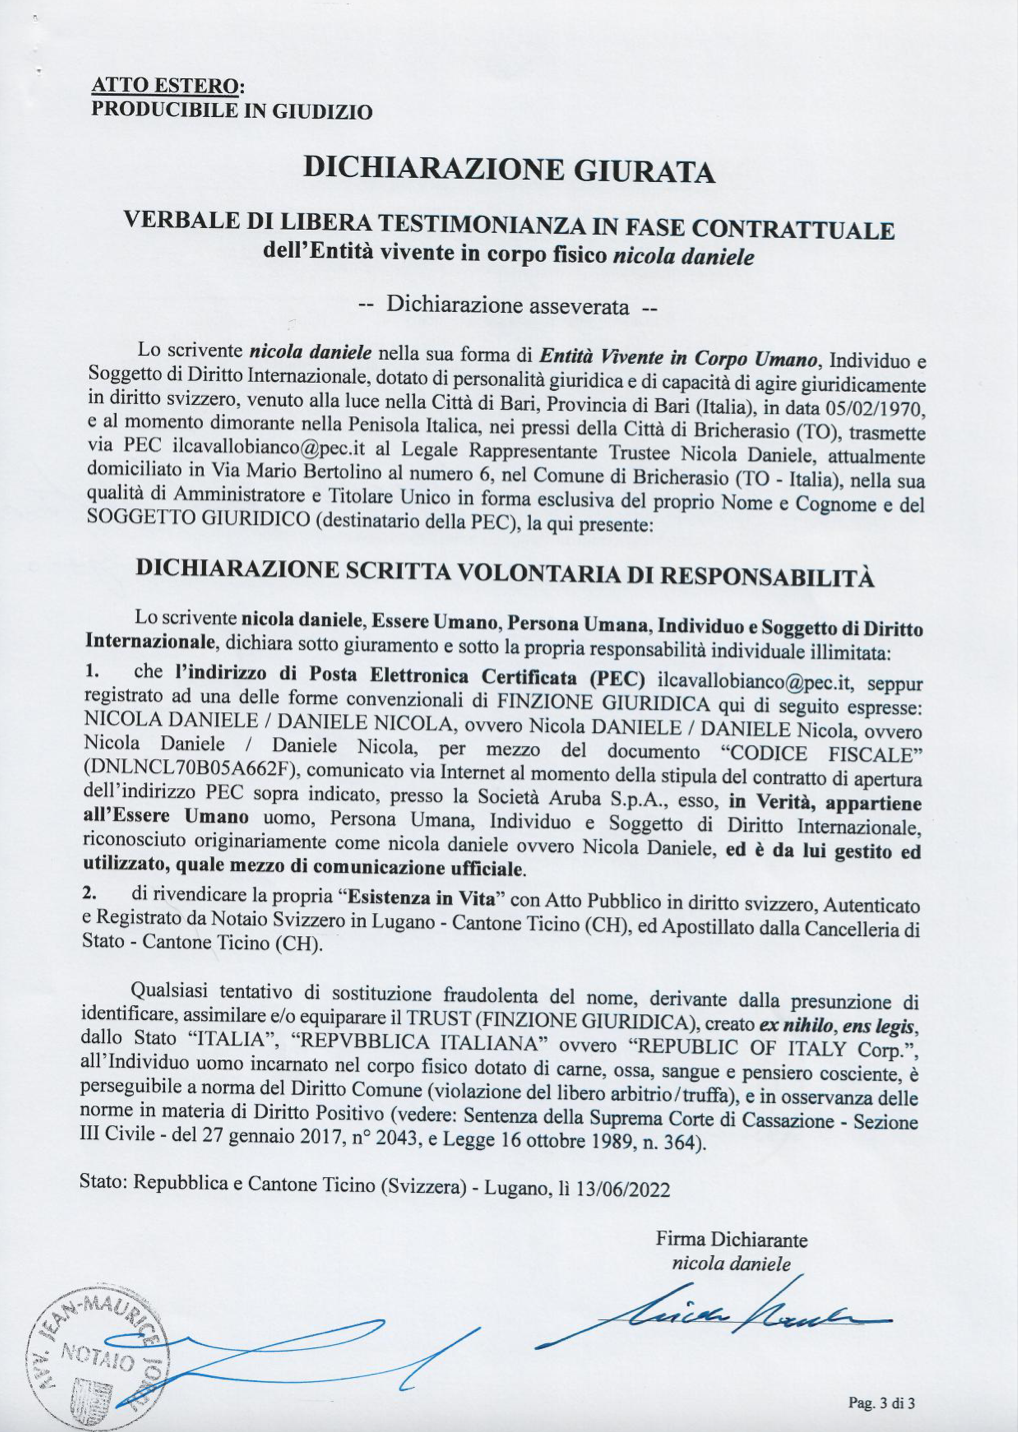 ATTO ESTERO:
PRODUCIBILE IN GIUDIZIO
DICHIARAZIONE GIURATA
VERBALE DI LIBERA TESTIMONIANZA IN FASE CONTRATTUALE
dell'Entità vivente in corpo fisico nicola daniele
-- Dichiarazione asseverata --
Lo scrivente nicola daniele nella sua forma di Entità Vivente in Corpo Umano, Individuo e
Soggetto di Diritto Internazionale, dotato di personalità giuridica e di capacità di agire giuridicamente
in diritto svizzero, venuto alla luce nella Città di Bari, Provincia di Bari (Italia), in data 05/02/1970,
e al momento dimorante nella Penisola Italica, nei pressi della Città di Bricherasio (TO), trasmette
via PEC ilcavallobianco@pec.it al Legale Rappresentante Trustee Nicola Daniele, attualmente
domiciliato in Via Mario Bertolino al numero 6, nel Comune di Bricherasio (TO - Italia), nella sua
qualità di Amministratore e Titolare Unico in forma esclusiva del proprio Nome e Cognome e del
SOGGETTO GIURIDICO (destinatario della PEC), la qui presente:
DICHIARAZIONE SCRITTA VOLONTARIA DI RESPONSABILITÀ
Lo scrivente nicola daniele, Essere Umano, Persona Umana, Individuo e Soggetto di Diritto
Internazionale, dichiara sotto giuramento e sotto la propria responsabilità individuale illimitata:
1. che l'indirizzo di Posta Elettronica Certificata (PEC) ilcavallobianco@pec.it, seppur
registrato ad una delle forme convenzionali di FINZIONE GIURIDICA qui di seguito espresse:
NICOLA DANIELE / DANIELE NICOLA, ovvero Nicola DANIELE / DANIELE Nicola, ovvero
Nicola Daniele / Daniele Nicola, per mezzo del documento “CODICE FISCALE”
(DNLNCL70B05A662F), comunicato via Internet al momento della stipula del contratto di apertura
dell'indirizzo PEC sopra indicato, presso la Società Aruba S.p.A., esso, in Verità, appartiene
all'Essere Umano uomo, Persona Umana, Individuo e Soggetto di Diritto Internazionale,
riconosciuto originariamente come nicola daniele ovvero Nicola Daniele, ed è da lui gestito ed
utilizzato, quale mezzo di comunicazione ufficiale.
2. di rivendicare la propria “Esistenza in Vita” con Atto Pubblico in diritto svizzero, Autenticato
e Registrato da Notaio Svizzero in Lugano - Cantone Ticino (CH), ed Apostillato dalla Cancelleria di
Stato - Cantone Ticino (CH).
Qualsiasi tentativo di sostituzione fraudolenta del nome, derivante dalla presunzione di
identificare, assimilare e/o equiparare il TRUST (FINZIONE GIURIDICA), creato ex nihilo, ens legis,
dallo Stato “ITALIA”, “REPVBBLICA ITALIANA” ovvero “REPUBLIC OF ITALY Corp.”,
all'Individuo uomo incarnato nel corpo fisico dotato di carne, ossa, sangue e pensiero cosciente, è
perseguibile a norma del Diritto Comune (violazione del libero arbitrio/truffa), e in osservanza delle
norme in materia di Diritto Positivo (vedere: Sentenza della Suprema Corte di Cassazione - Sezione
III Civile - del 27 gennaio 2017, n° 2043, e Legge 16 ottobre 1989, n. 364).
Stato: Repubblica e Cantone Ticino (Svizzera) - Lugano, lì 13/06/2022
Firma Dichiarante
nicola daniele
AVV. JEAN-MAURICE
NOTAIO
Pag. 3 di 3